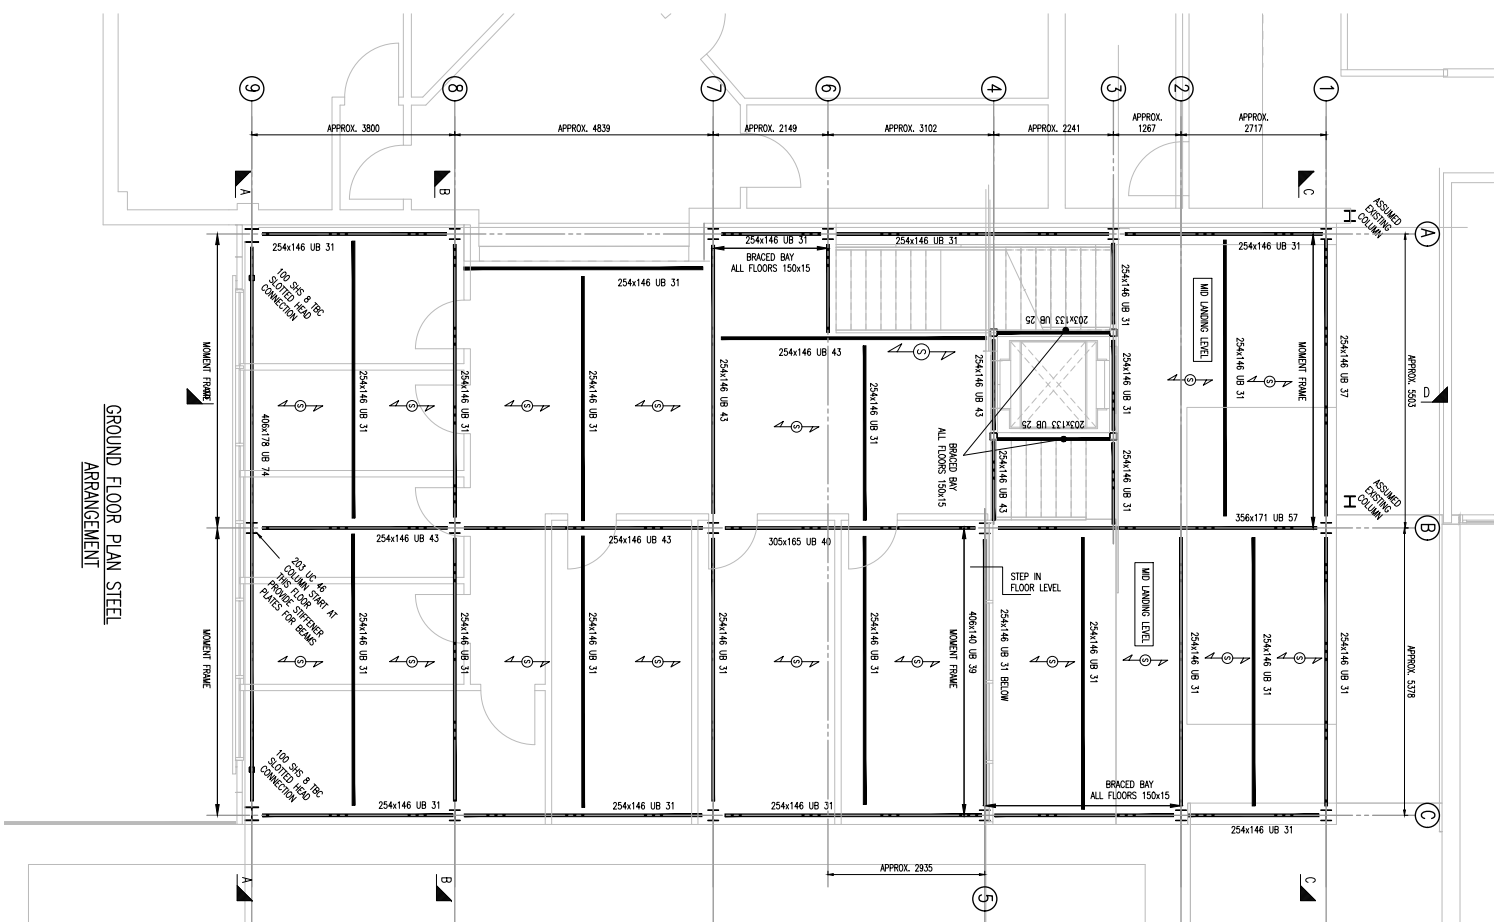 9
8
7
6
4
3
2
1
APPROX. 3800
APPROX. 4839
APPROX. 2149
APPROX. 3102
APPROX. 2241
APPROX.
1267
APPROX.
2717
A
B
C
ASSUMED
EXISTING
COLUMN
A
254x146 UB 31
254x146 UB 31
254x146 UB 31
254x146 UB 31
BRACED BAY
ALL FLOORS 150x15
254x146 UB 31
100 SHS 8 TBC
SLOTTED HEAD
CONNECTION
254x146 UB 31
MID LANDING LEVEL
203x133 UB 25
254x146 UB 43
S
MOMENT FRAME
254x146 UB 31
254x146 UB 31
254x146 UB 31
254x146 UB 43
254x146 UB 31
254x146 UB 43
254x146 UB 31
254x146 UB 31
MOMENT FRAME
254x146 UB 37
APPROX. 5503
D
S
S
S
S
S
S
S
406x178 UB 74
203x133 UB 25
BRACED BAY
ALL FLOORS 150x15
254x146 UB 43
254x146 UB 31
ASSUMED
EXISTING
COLUMN
356x171 UB 57
B
254x146 UB 43
254x146 UB 43
305x165 UB 40
GROUND FLOOR PLAN STEEL
ARRANGEMENT
203 UC 46
COLUMN START AT
THIS FLOOR
PROVIDE STIFFENER
PLATES FOR BEAMS
STEP IN
FLOOR LEVEL
MID LANDING LEVEL
MOMENT FRAME
254x146 UB 31
254x146 UB 31
254x146 UB 31
254x146 UB 31
254x146 UB 31
MOMENT FRAME
406x140 UB 39
254x146 UB 31 BELOW
254x146 UB 31
254x146 UB 31
254x146 UB 31
254x146 UB 31
APPROX. 5378
S
S
S
S
S
S
S
S
S
S
100 SHS 8 TBC
SLOTTED HEAD
CONNECTION
BRACED BAY
ALL FLOORS 150x15
254x146 UB 31
254x146 UB 31
254x146 UB 31
254x146 UB 31
C
APPROX. 2935
A
B
C
5